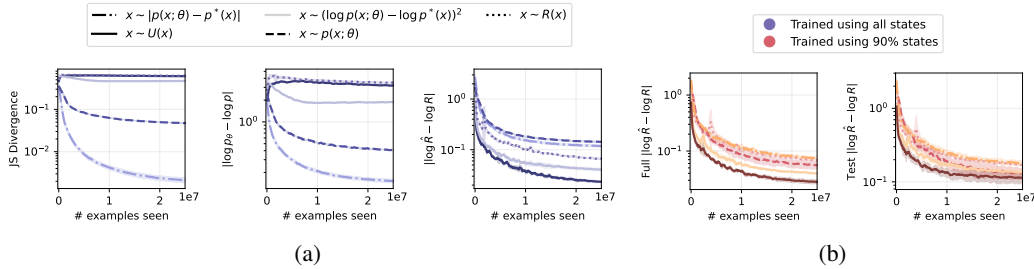 x ∼ |p(x; θ) − p*(x)|
x ∼ (log p(x; θ) − log p*(x))²
x ∼ R(x)
x ∼ U(x)
x ∼ p(x; θ)
Trained using all states
Trained using 90% states
JS Divergence
10⁻¹
10⁻²
0 1 2
1e7
# examples seen
|log pθ − log p|
10⁰
0 1 2
1e7
# examples seen
|log R̂ − log R|
10⁰
10⁻¹
0 1 2
1e7
# examples seen
(a)
Full |log R̂ − log R|
10⁰
10⁻¹
0 1 2
1e7
# examples seen
Test |log R̂ − log R|
10⁰
10⁻¹
0 1 2
1e7
# examples seen
(b)